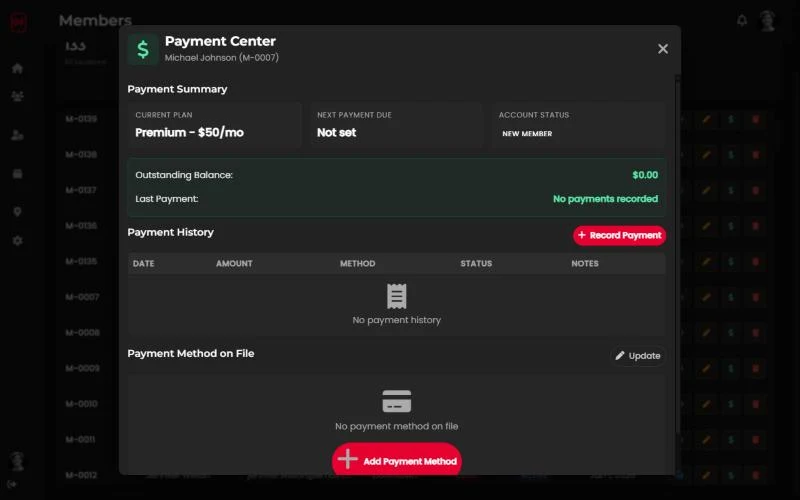 Members
133
Payment Center
Michael Johnson (M-0007)
Payment Summary
CURRENT PLAN
Premium - $50/mo
NEXT PAYMENT DUE
Not set
ACCOUNT STATUS
NEW MEMBER
Outstanding Balance:
$0.00
Last Payment:
No payments recorded
Payment History
+ Record Payment
DATE AMOUNT METHOD STATUS NOTES
No payment history
Payment Method on File
Update
No payment method on file
+ Add Payment Method
M-0139
M-0138
M-0137
M-0136
M-0135
M-0007
M-0008
M-0009
M-0010
M-0011
M-0012